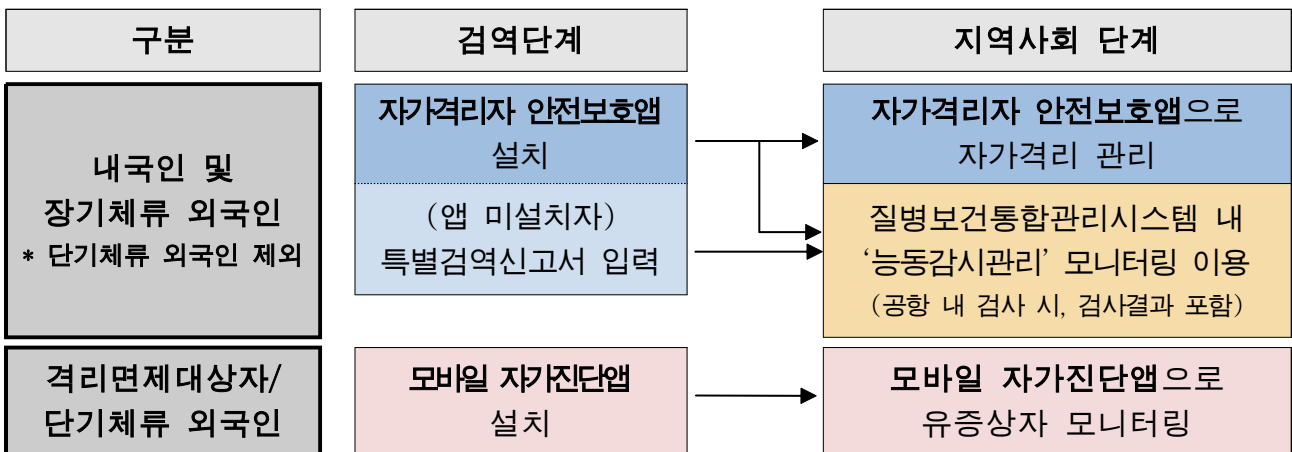 구분
검역단계
지역사회 단계
내국인 및
장기체류 외국인
* 단기체류 외국인 제외
자가격리자 안전보호앱
설치
(앱 미설치자)
특별검역신고서 입력
자가격리자 안전보호앱으로
자가격리 관리
질병보건통합관리시스템 내
‘능동감시관리’ 모니터링 이용
(공항 내 검사 시, 검사결과 포함)
격리면제대상자/
단기체류 외국인
모바일 자가진단앱
설치
모바일 자가진단앱으로
유증상자 모니터링